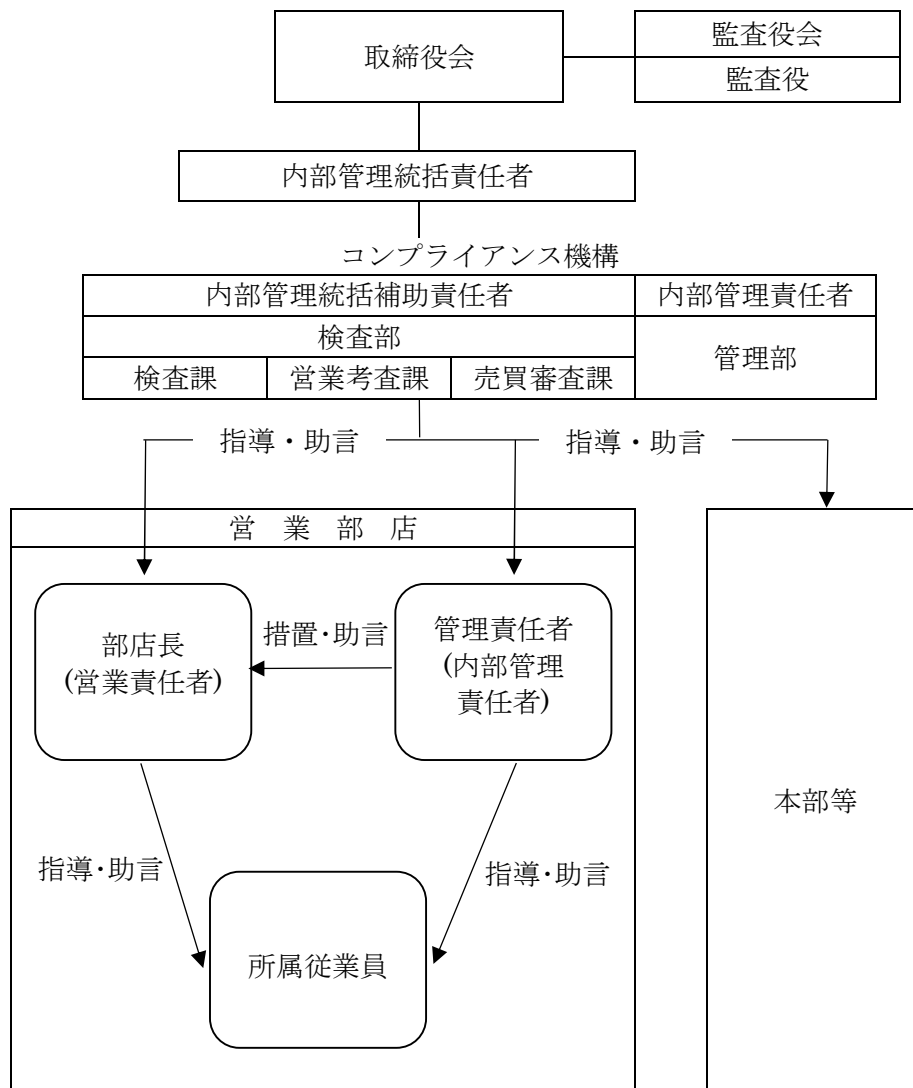 取締役会
監査役会
監査役
内部管理統括責任者
コンプライアンス機構
内部管理統括補助責任者
内部管理責任者
検査部
管理部
検査課
営業考査課
売買審査課
指導・助言
指導・助言
営 業 部 店
部店長
(営業責任者)
措置・助言
管理責任者
(内部管理
責任者)
本部等
指導・助言
指導・助言
所属従業員